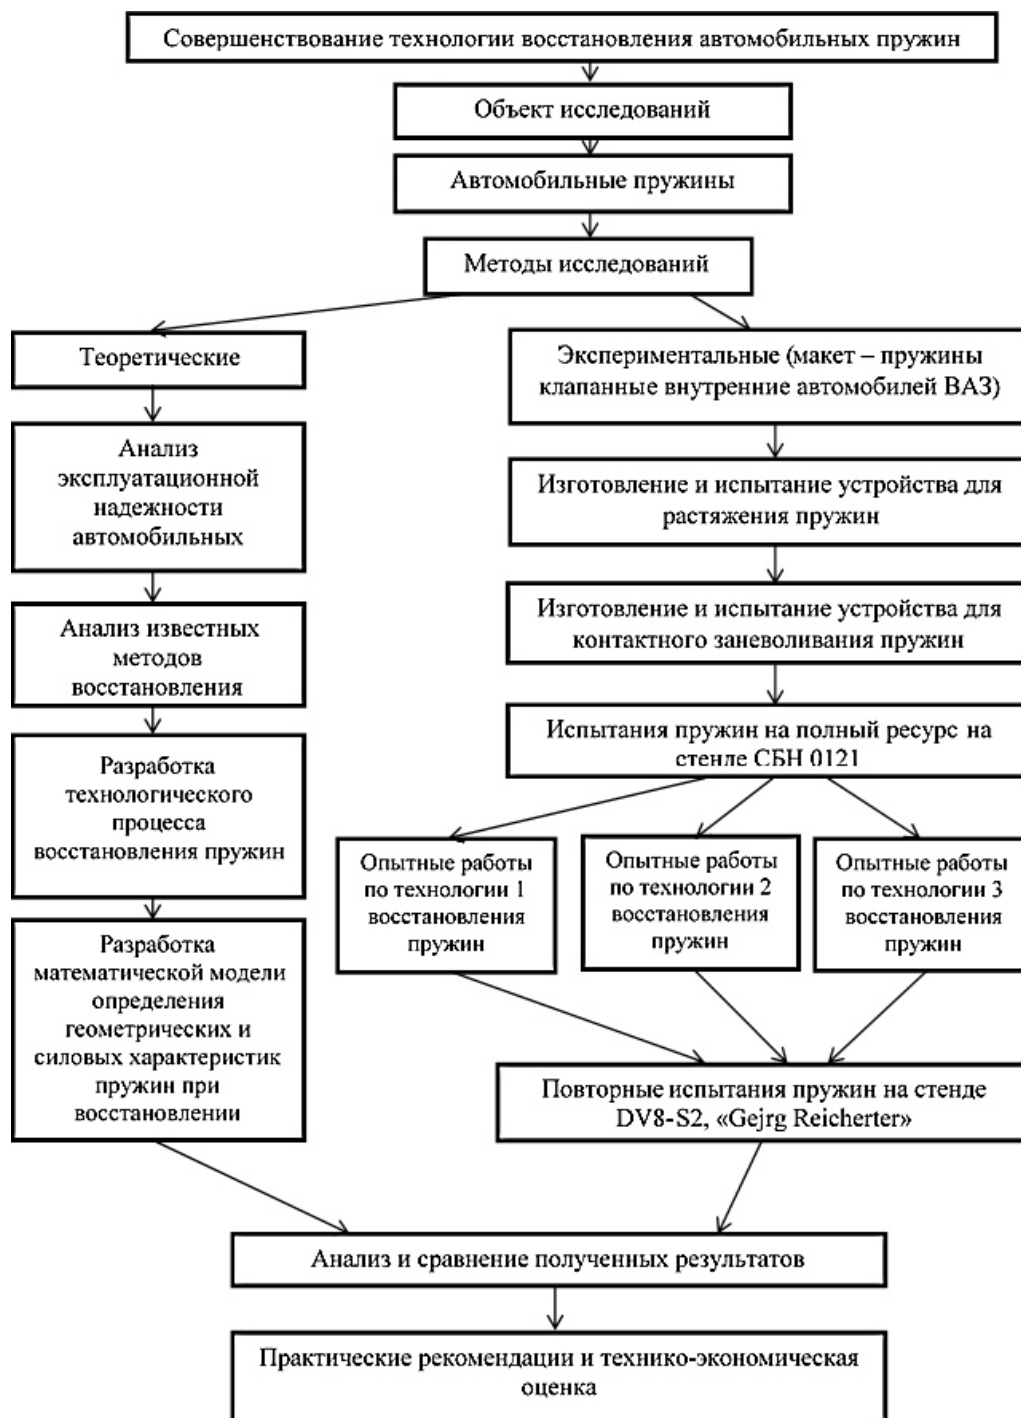 Совершенствование технологии восстановления автомобильных пружин
Объект исследований
Автомобильные пружины
Методы исследований
Теоретические
Анализ
эксплуатационной
надежности
автомобильных
Анализ известных
методов
восстановления
Разработка
технологического
процесса
восстановления пружин
Разработка
математической модели
определения
геометрических и
силовых характеристик
пружин при
восстановлении
Экспериментальные (макет – пружины
клапанные внутренние автомобилей ВАЗ)
Изготовление и испытание устройства для
растяжения пружин
Изготовление и испытание устройства для
контактного заневоливания пружин
Испытания пружин на полный ресурс на
стенле СБН 0121
Опытные работы
по технологии 1
восстановления
пружин
Опытные работы
по технологии 2
восстановления
пружин
Опытные работы
по технологии 3
восстановления
пружин
Повторные испытания пружин на стенде
DV8-S2, «Gejrg Reicherter»
Анализ и сравнение полученных результатов
Практические рекомендации и технико-экономическая
оценка